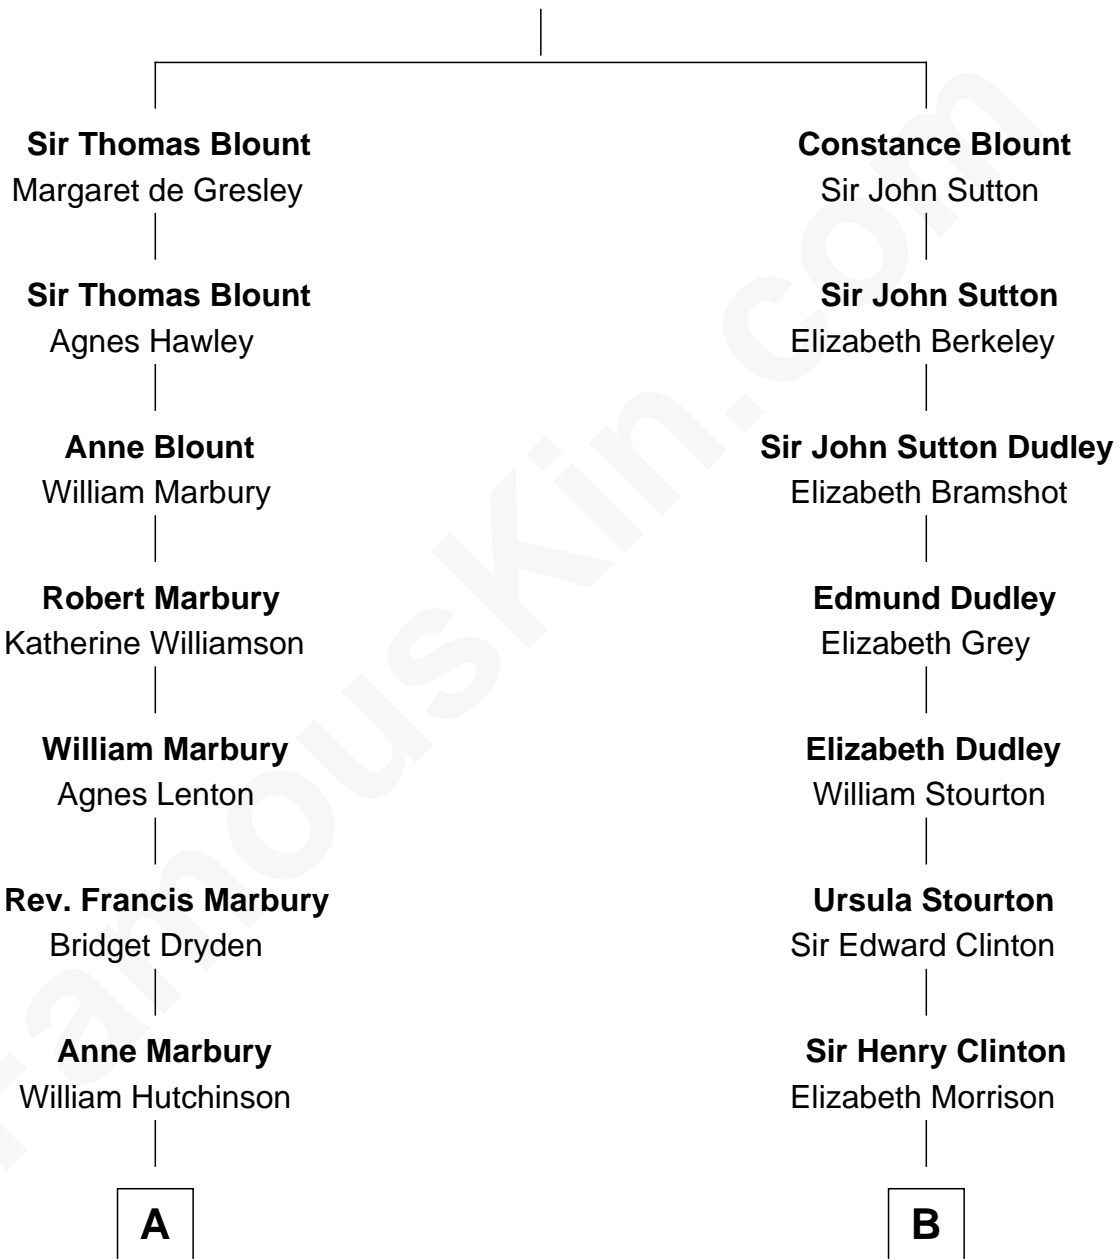 Sir Thomas Blount
Margaret de Gresley
Sir Thomas Blount
Agnes Hawley
Anne Blount
William Marbury
Robert Marbury
Katherine Williamson
William Marbury
Agnes Lenton
Rev. Francis Marbury
Bridget Dryden
Anne Marbury
William Hutchinson
A
Constance Blount
Sir John Sutton
Sir John Sutton
Elizabeth Berkeley
Sir John Sutton Dudley
Elizabeth Bramshot
Edmund Dudley
Elizabeth Grey
Elizabeth Dudley
William Stourton
Ursula Stourton
Sir Edward Clinton
Sir Henry Clinton
Elizabeth Morrison
B
FamousKin.com